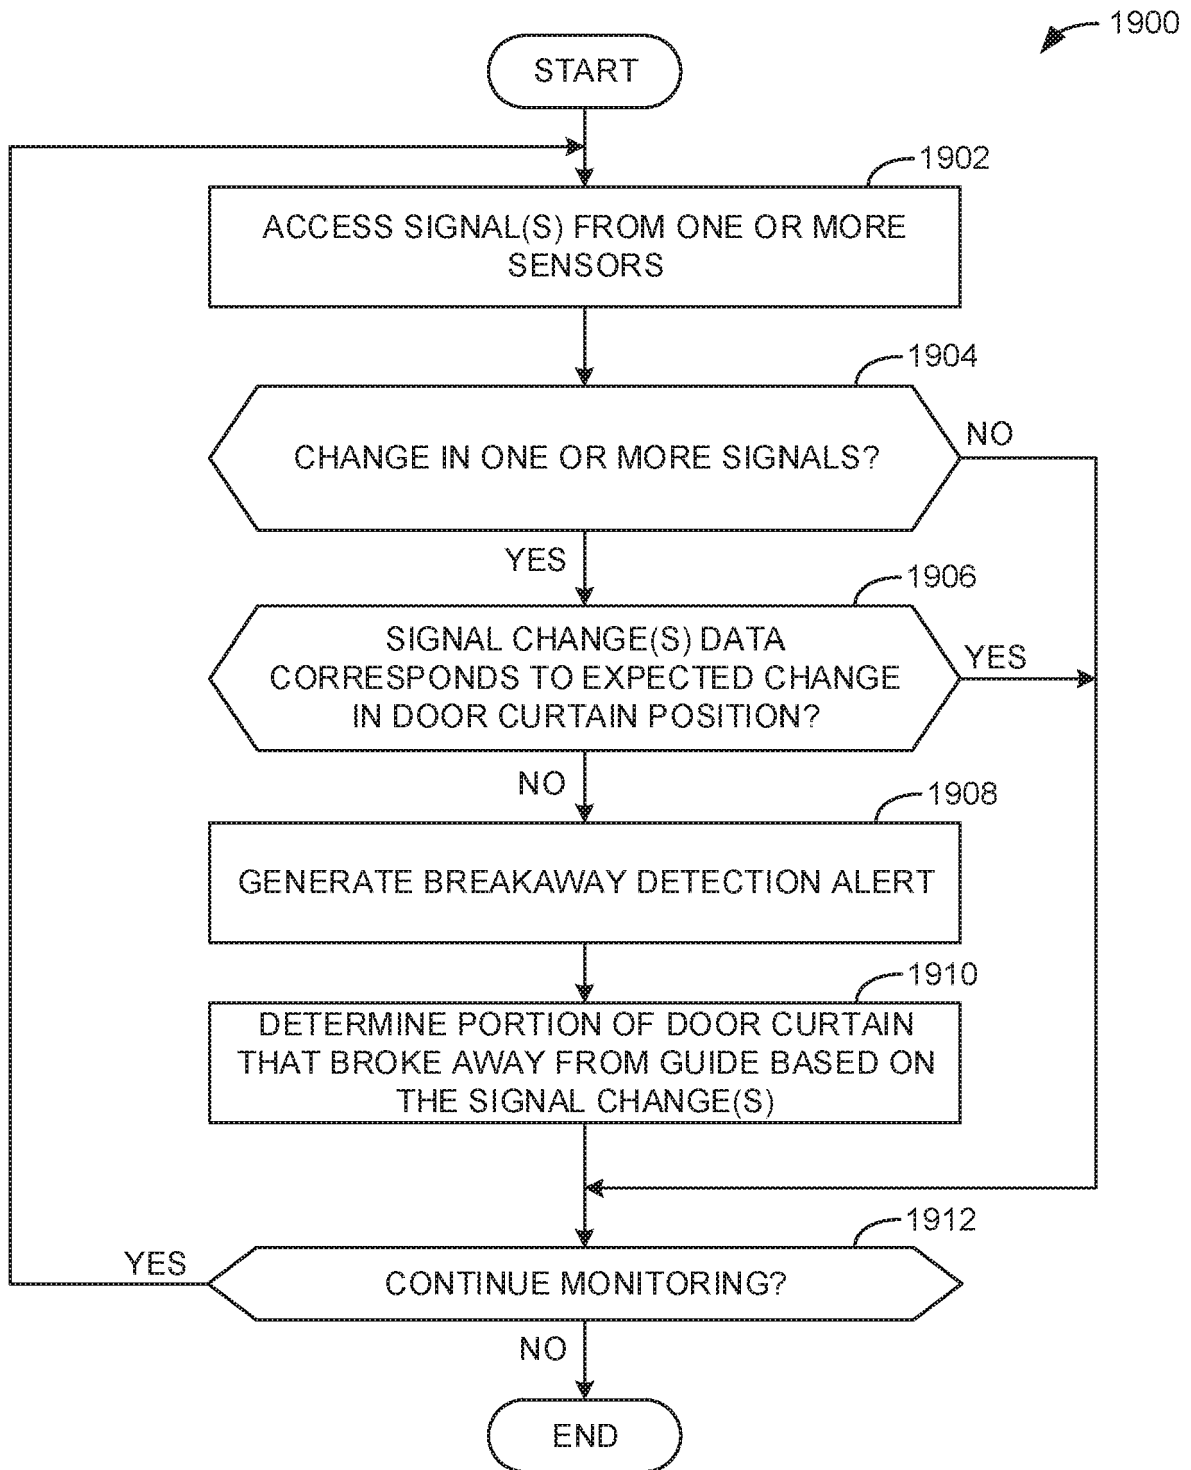 1900
START
1902
ACCESS SIGNAL(S) FROM ONE OR MORE
SENSORS
1904
CHANGE IN ONE OR MORE SIGNALS?
NO
YES
1906
SIGNAL CHANGE(S) DATA
CORRESPONDS TO EXPECTED CHANGE
IN DOOR CURTAIN POSITION?
YES
NO
1908
GENERATE BREAKAWAY DETECTION ALERT
1910
DETERMINE PORTION OF DOOR CURTAIN
THAT BROKE AWAY FROM GUIDE BASED ON
THE SIGNAL CHANGE(S)
1912
YES
CONTINUE MONITORING?
NO
END